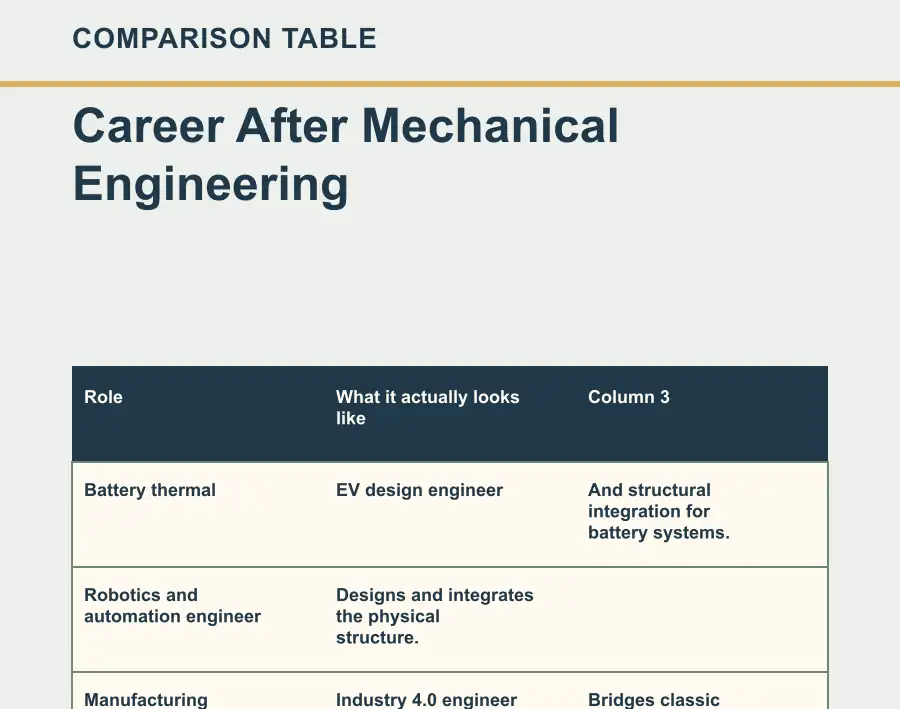 COMPARISON TABLE
Career After Mechanical
Engineering
Role
What it actually looks
like
Column 3
Battery thermal
EV design engineer
And structural
integration for
battery systems.
Robotics and
automation engineer
Designs and integrates
the physical
structure.
Manufacturing
Industry 4.0 engineer
Bridges classic